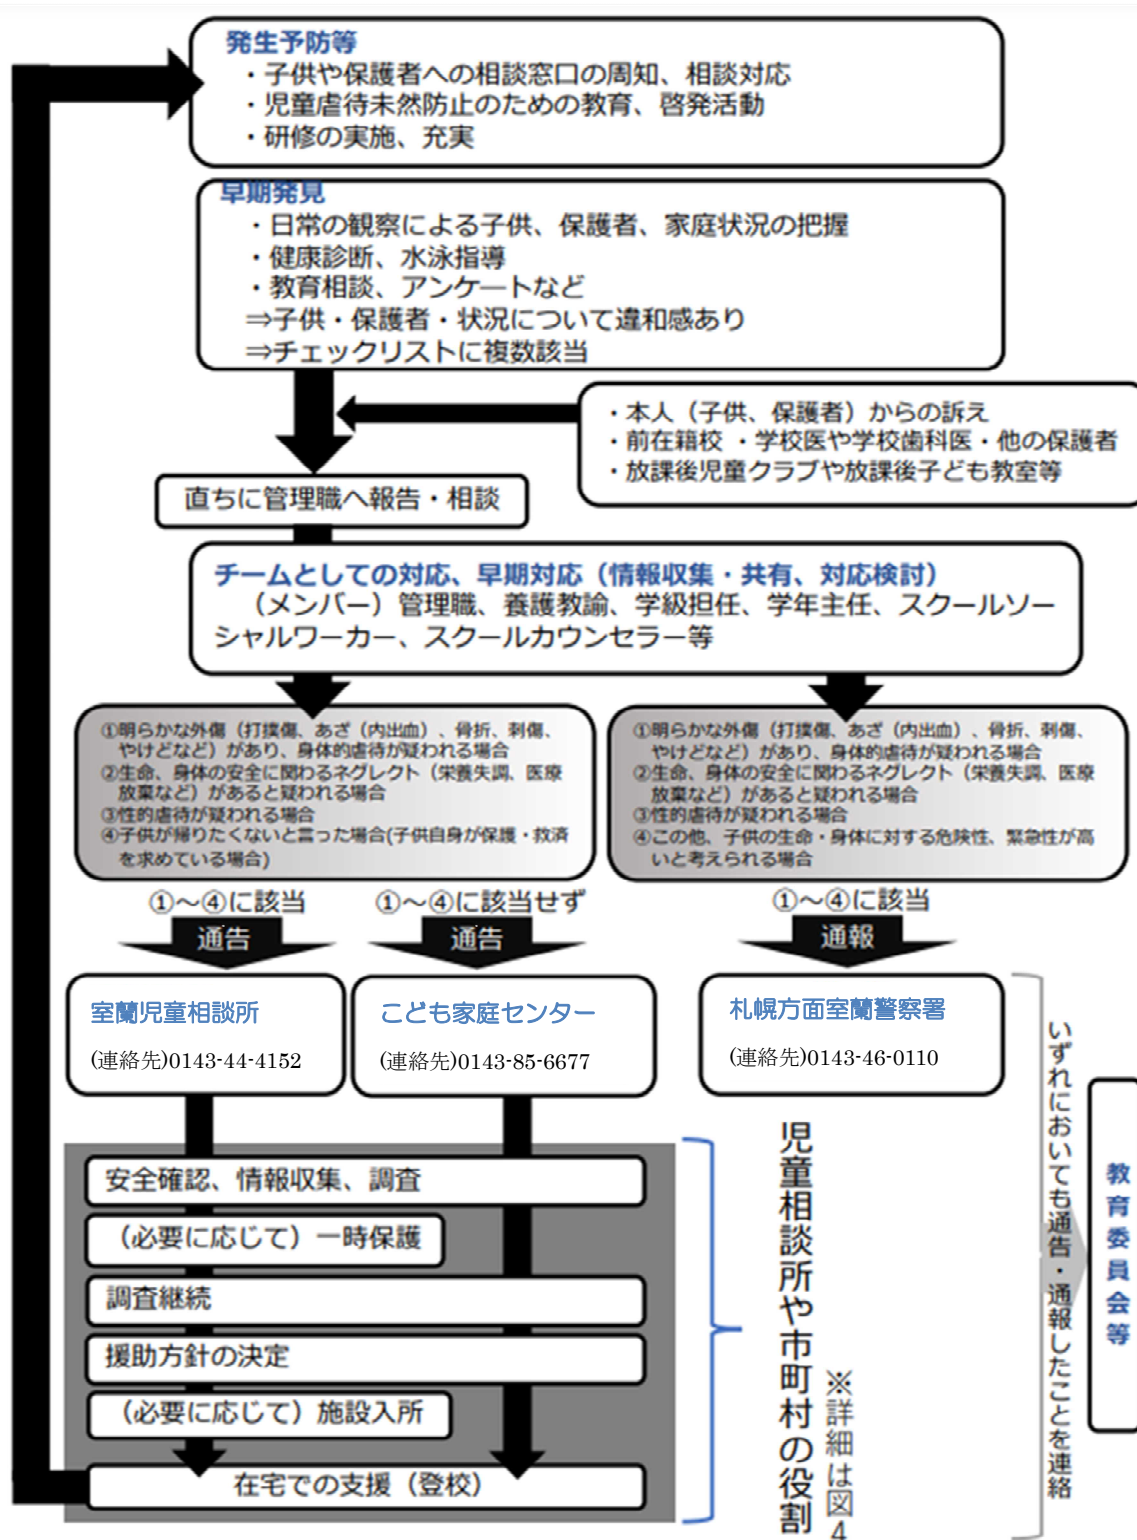 発生予防等
・子供や保護者への相談窓口の周知、相談対応
・児童虐待未然防止のための教育、啓発活動
・研修の実施、充実
早期発見
・日常の観察による子供、保護者、家庭状況の把握
・健康診断、水泳指導
・教育相談、アンケートなど
⇒子供・保護者・状況について違和感あり
⇒チェックリストに複数該当
・本人（子供、保護者）からの訴え
・前在籍校 ・学校医や学校歯科医・他の保護者
・放課後児童クラブや放課後子ども教室等
直ちに管理職へ報告・相談
チームとしての対応、早期対応（情報収集・共有、対応検討）
（メンバー）管理職、養護教諭、学級担任、学年主任、スクールソー
シャルワーカー、スクールカウンセラー等
①明らかな外傷（打撲傷、あざ（内出血）、骨折、刺傷、
やけどなど）があり、身体的虐待が疑われる場合
②生命、身体の安全に関わるネグレクト（栄養失調、医療
放棄など）があると疑われる場合
③性的虐待が疑われる場合
④子供が帰りたくないと言った場合(子供自身が保護・救済
を求めている場合)
①明らかな外傷（打撲傷、あざ（内出血）、骨折、刺傷、
やけどなど）があり、身体的虐待が疑われる場合
②生命、身体の安全に関わるネグレクト（栄養失調、医療
放棄など）があると疑われる場合
③性的虐待が疑われる場合
④この他、子供の生命・身体に対する危険性、緊急性が高
いと考えられる場合
①～④に該当
①～④に該当せず
①～④に該当
通告
通告
通報
室蘭児童相談所
(連絡先)0143-44-4152
こども家庭センター
(連絡先)0143-85-6677
札幌方面室蘭警察署
(連絡先)0143-46-0110
安全確認、情報収集、調査
（必要に応じて）一時保護
調査継続
援助方針の決定
（必要に応じて）施設入所
在宅での支援（登校）
児童相談所や市町村の役割
※詳細は図4
いずれにおいても通告・通報したことを連絡
教育委員会等